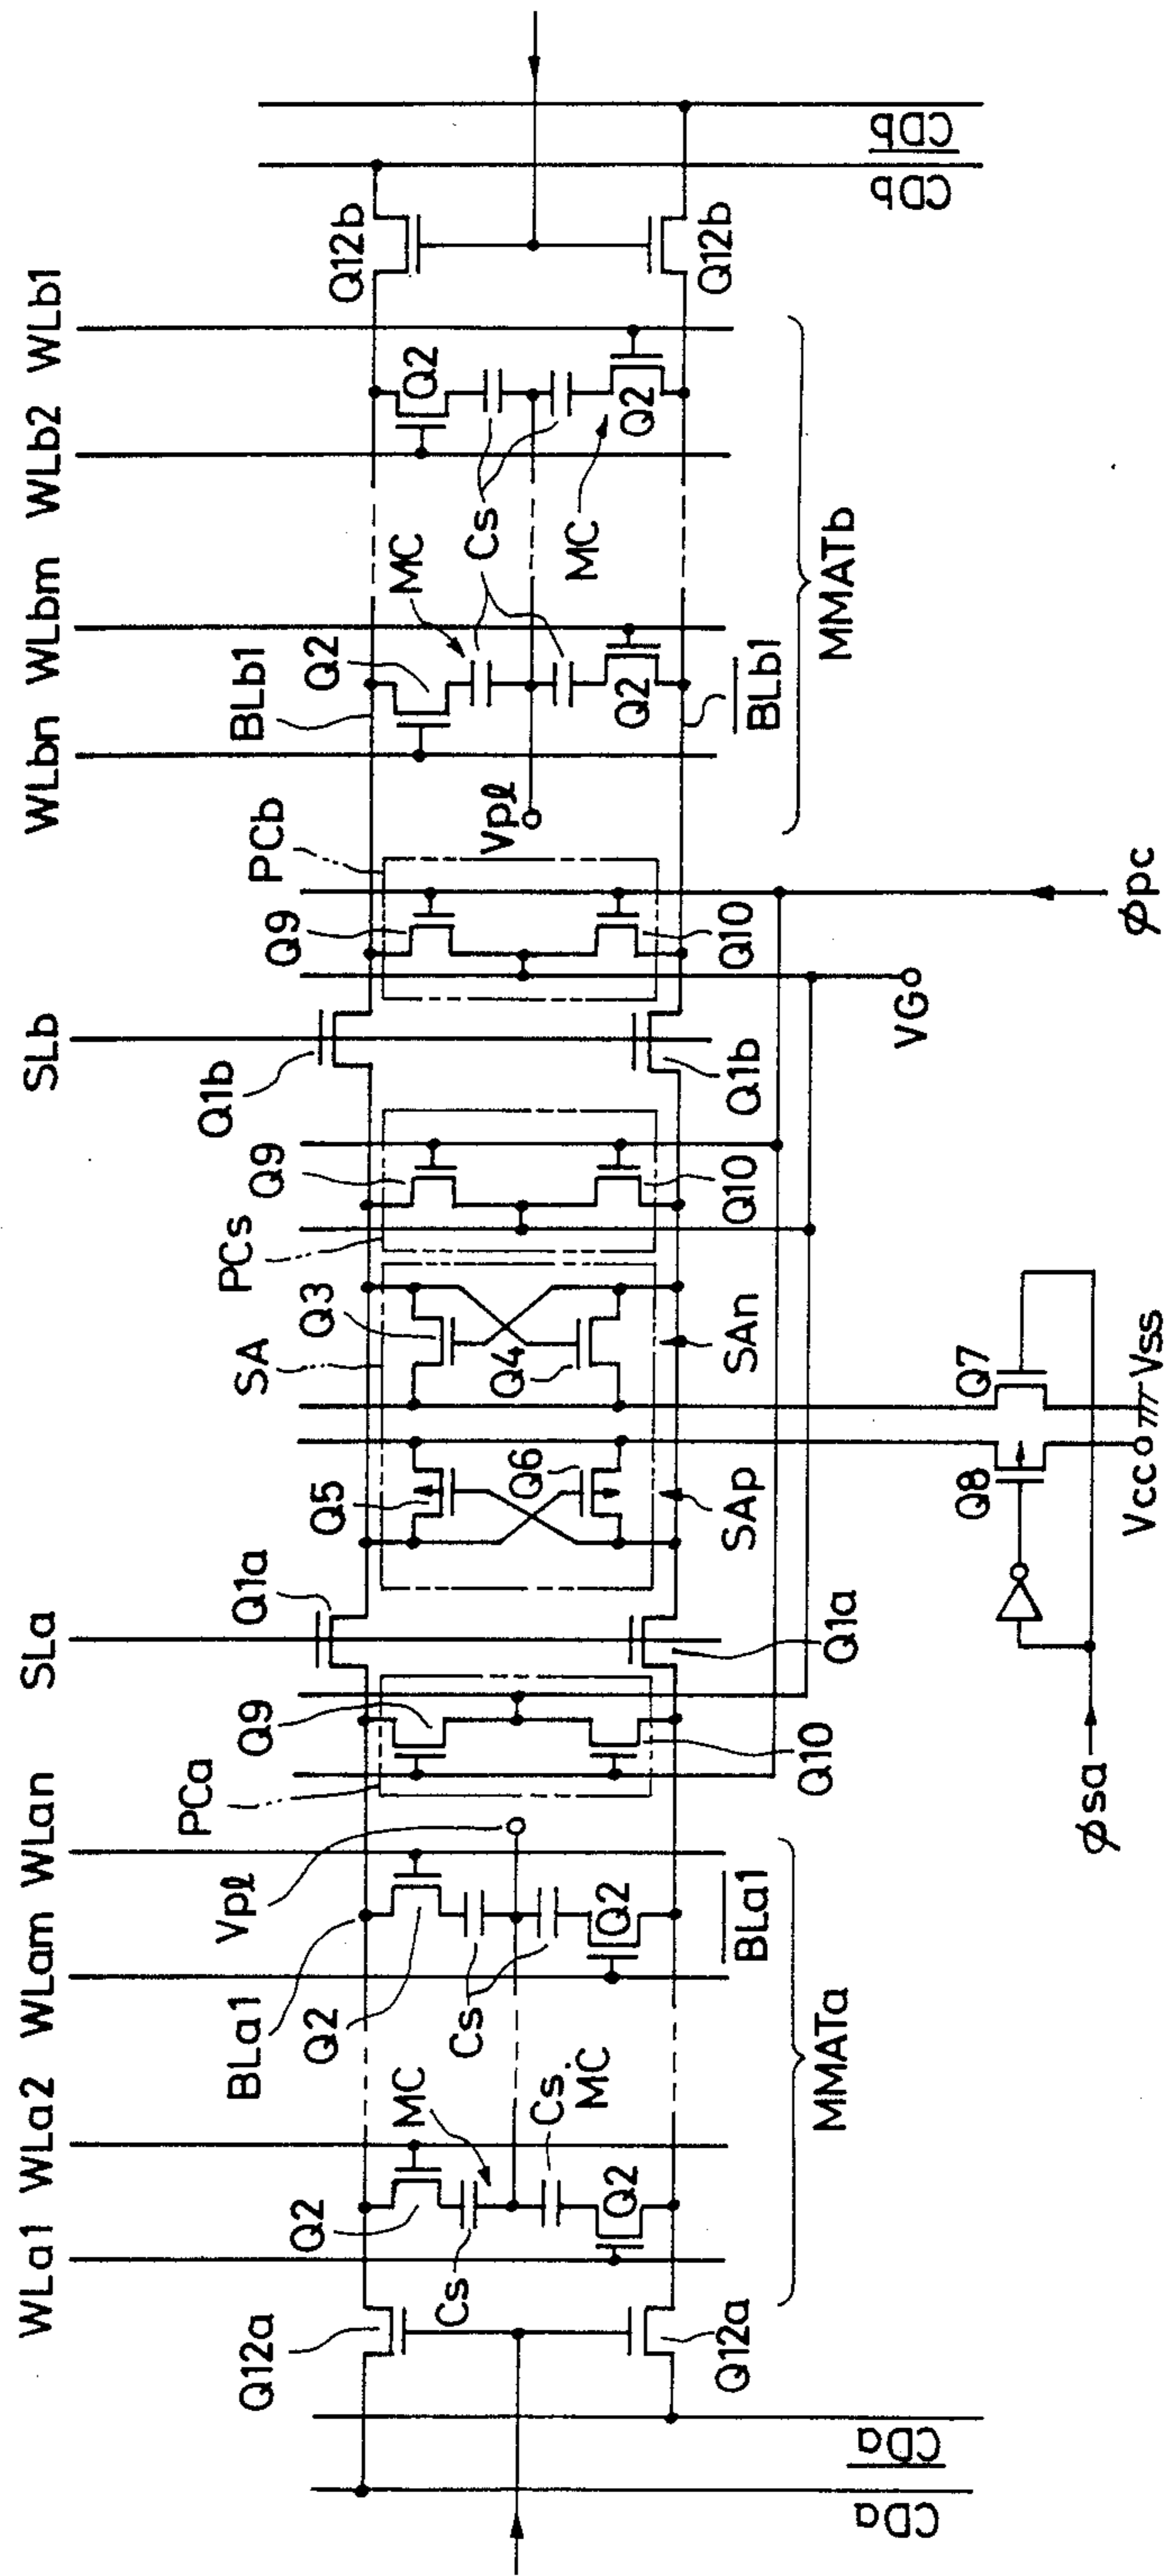 WLa1 WLa2 WLam WLan SLa SLb WLbn WLbm WLb2 WLb1
BLa1 Vpℓ PCa Q9 Q1a Q5 SA Q3 PCs Q9 Q1b Q9 PCb BLb1 Q2 MC Q2
Q12a Q2 MC Q2 Q6 Q4 Vpℓ Cs Q12b
Cs Cs Cs
Cs MC
Q12a Q2 Q2 Q10 Q1a SAp SAn Q10 Q1b Q10 Q2 MC Q2 Q12b
BLa1 BLb1
MMATa MMATb
CDa CDa VG CDb CDb
Q8 Q7
øsa Vcc Vss øpc